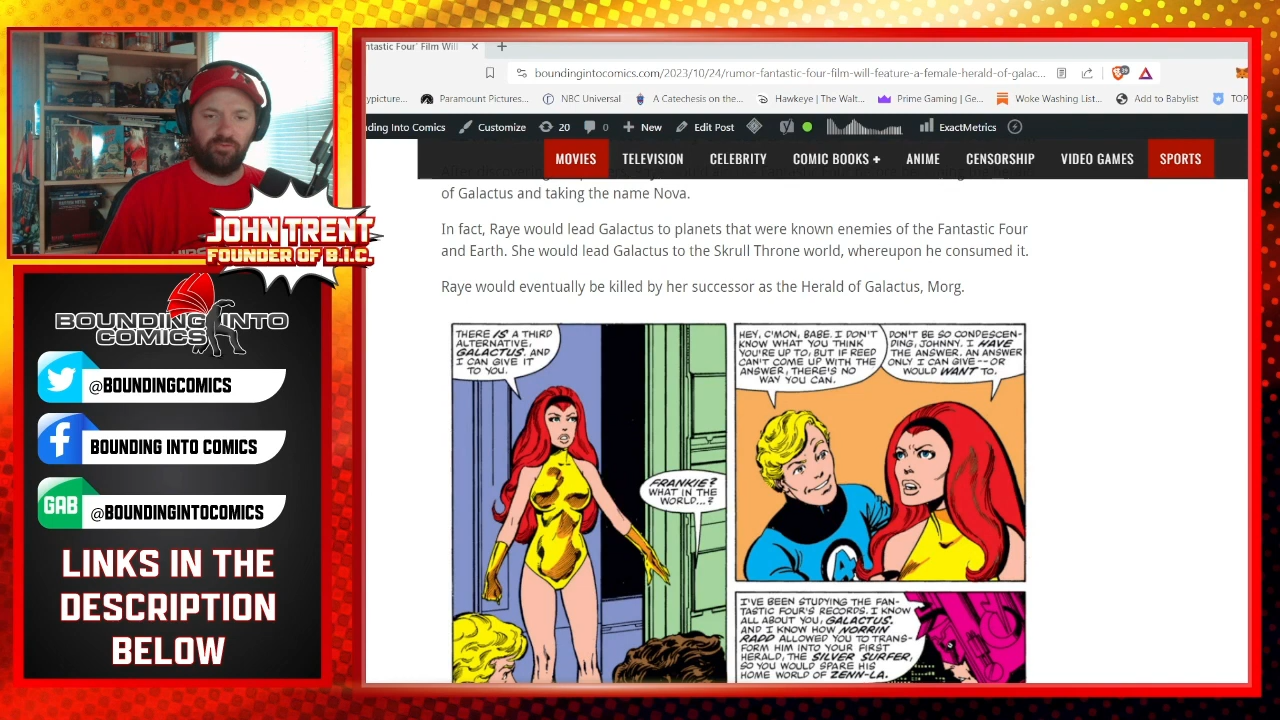 JOHN TRENT
FOUNDER OF B.I.C.
BOUNDING INTO
COMICS
@BOUNDINGCOMICS
BOUNDING INTO COMICS
GAB
@BOUNDINGINTOCOMICS
LINKS IN THE
DESCRIPTION
BELOW
ntastic Four' Film Will
boundingintocomics.com/2023/10/24/rumor-fantastic-four-film-will-feature-a-female-herald-of-galac...
ypicture... Paramount Pictures... NBC Universal A Catechesis on the... Hawkeye | The Walt... Prime Gaming | Ge... Woke Washing List... Add to Babylist TOP
nding Into Comics Customize 20 0 New Edit Post ExactMetrics
MOVIES TELEVISION CELEBRITY COMIC BOOKS + ANIME CENSORSHIP VIDEO GAMES SPORTS
of Galactus and taking the name Nova.
In fact, Raye would lead Galactus to planets that were known enemies of the Fantastic Four
and Earth. She would lead Galactus to the Skrull Throne world, whereupon he consumed it.
Raye would eventually be killed by her successor as the Herald of Galactus, Morg.
THERE IS A THIRD
ALTERNATIVE,
GALACTUS. AND
I CAN GIVE IT
TO YOU.
FRANKIE?
WHAT IN THE
WORLD...?
HEY, C'MON, BABE. I DON'T
KNOW WHAT YOU THINK
YOU'RE UP TO, BUT IF REED
CAN'T COME UP WITH THE
ANSWER, THERE'S NO
WAY YOU CAN.
DON'T BE SO CONDESCEN-
DING, JOHNNY. I HAVE
THE ANSWER. AN ANSWER
ONLY I CAN GIVE--OR
WOULD WANT TO.
4
I'VE BEEN STUDYING THE FAN-
TASTIC FOUR'S RECORDS. I KNOW
ALL ABOUT YOU, GALACTUS.
AND I KNOW HOW NORRIN
RADD ALLOWED YOU TO TRANS-
FORM HIM INTO YOUR FIRST
HERALD, THE SILVER SURFER,
SO YOU WOULD SPARE HIS
HOME WORLD OF ZENN-LA.